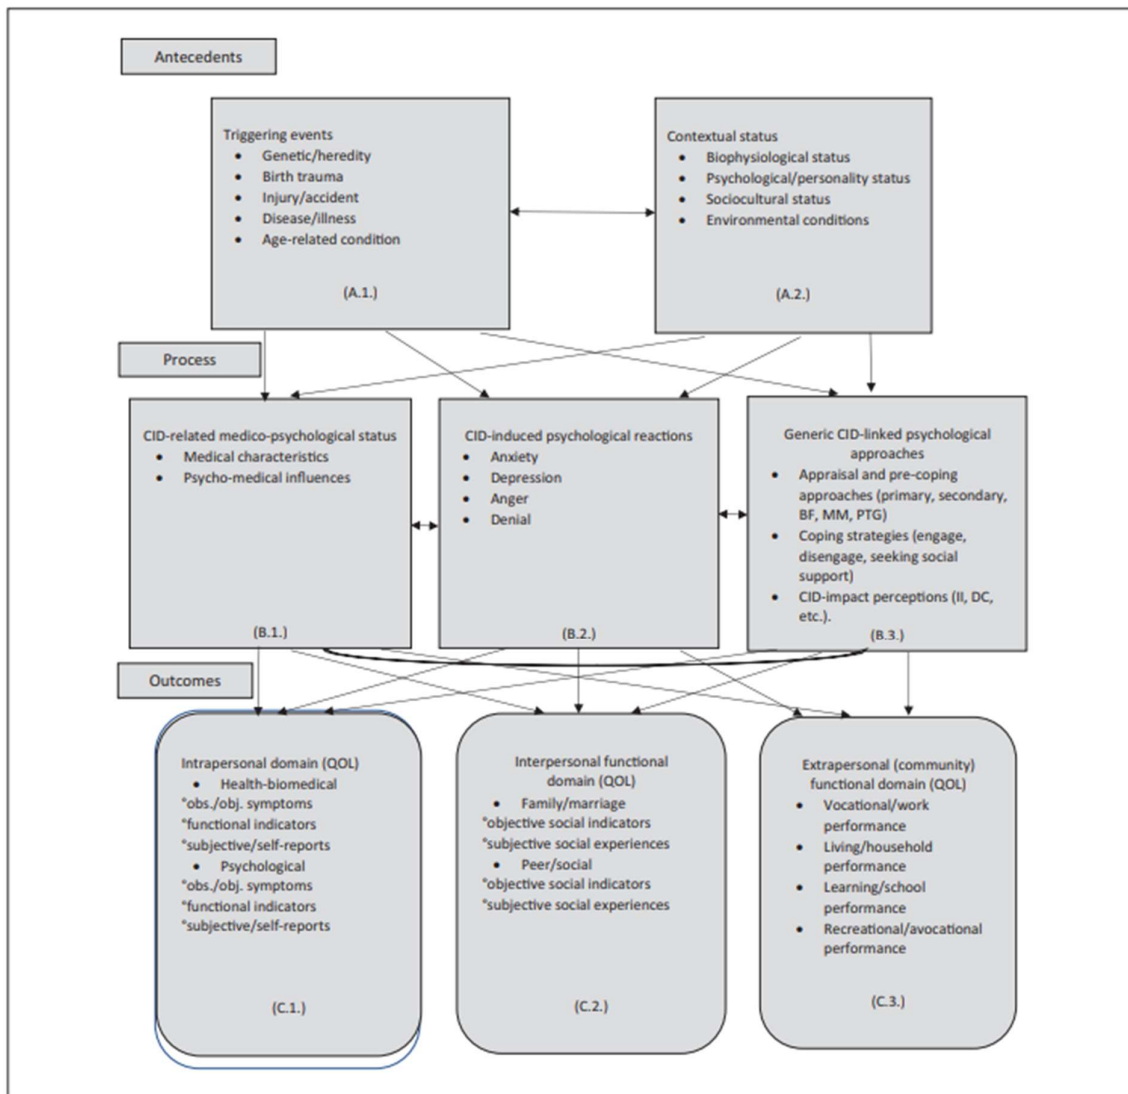 Antecedents
Triggering events
• Genetic/heredity
• Birth trauma
• Injury/accident
• Disease/illness
• Age-related condition
(A.1.)
Contextual status
• Biophysiological status
• Psychological/personality status
• Sociocultural status
• Environmental conditions
(A.2.)
Process
CID-related medico-psychological status
• Medical characteristics
• Psycho-medical influences
(B.1.)
CID-induced psychological reactions
• Anxiety
• Depression
• Anger
• Denial
(B.2.)
Generic CID-linked psychological
approaches
• Appraisal and pre-coping
approaches (primary, secondary,
BF, MM, PTG)
• Coping strategies (engage,
disengage, seeking social
support)
• CID-impact perceptions (II, DC,
etc.).
(B.3.)
Outcomes
Intrapersonal domain (QOL)
• Health-biomedical
°obs./obj. symptoms
°functional indicators
°subjective/self-reports
• Psychological
°obs./obj. symptoms
°functional indicators
°subjective/self-reports
(C.1.)
Interpersonal functional
domain (QOL)
• Family/marriage
°objective social indicators
°subjective social experiences
• Peer/social
°objective social indicators
°subjective social experiences
(C.2.)
Extrapersonal (community)
functional domain (QOL)
• Vocational/work
performance
• Living/household
performance
• Learning/school
performance
• Recreational/avocational
performance
(C.3.)